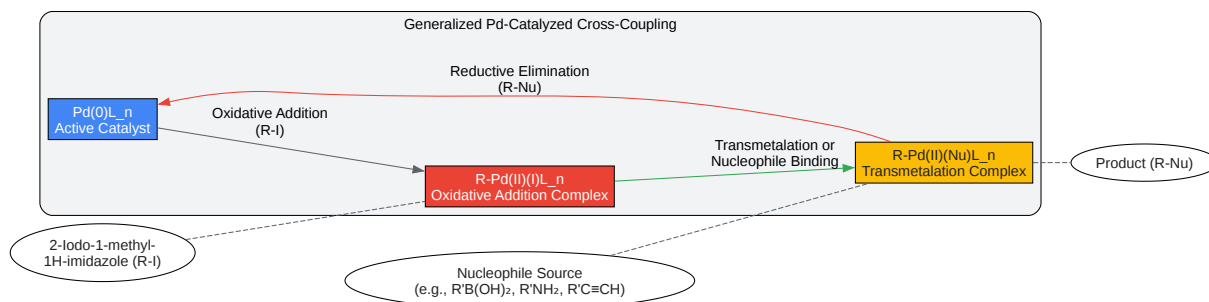 Generalized Pd-Catalyzed Cross-Coupling
Reductive Elimination
(R-Nu)
Pd(0)L_n
Active Catalyst
Oxidative Addition
(R-I)
Transmetalation or
Nucleophile Binding
R-Pd(II)(Nu)L_n
Transmetalation Complex
Product (R-Nu)
R-Pd(II)(I)L_n
Oxidative Addition Complex
2-Iodo-1-methyl-
1H-imidazole (R-I)
Nucleophile Source
(e.g., R'B(OH)₂, R'NH₂, R'C≡CH)